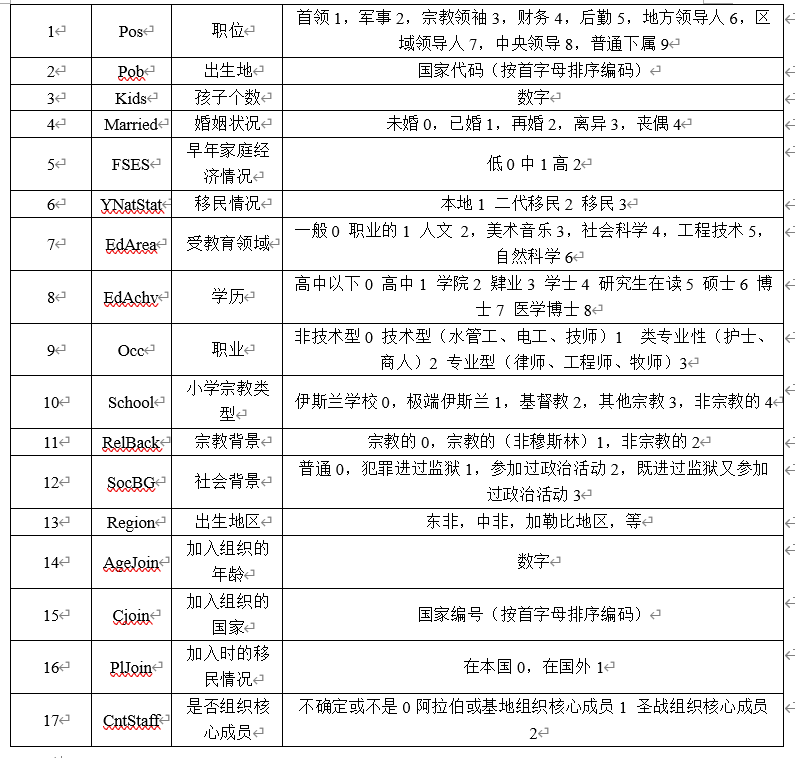 1 Pos 职位 首领 1，军事 2，宗教领袖 3，财务 4，后勤 5，地方领导人 6，区
域领导人 7，中央领导 8，普通下属 9
2 Pob 出生地 国家代码（按首字母排序编码）
3 Kids 孩子个数 数字
4 Married 婚姻状况 未婚 0，已婚 1，再婚 2，离异 3，丧偶 4
5 FSES 早年家庭经
济情况 低 0 中 1 高 2
6 YNatStat 移民情况 本地 1 二代移民 2 移民 3
7 EdArea 受教育领域 一般 0 职业的 1 人文 2，美术音乐 3，社会科学 4，工程技术 5，
自然科学 6
8 EdAchv 学历 高中以下 0 高中 1 学院 2 肄业 3 学士 4 研究生在读 5 硕士 6 博
士 7 医学博士 8
9 Occ 职业 非技术型 0 技术型（水管工、电工、技师）1 类专业性（护士、
商人）2 专业型（律师、工程师、牧师）3
10 School 小学宗教类
型 伊斯兰学校 0，极端伊斯兰 1，基督教 2，其他宗教 3，非宗教的 4
11 RelBack 宗教背景 宗教的 0，宗教的（非穆斯林）1，非宗教的 2
12 SocBG 社会背景 普通 0，犯罪进过监狱 1，参加过政治活动 2，既进过监狱又参加
过政治活动 3
13 Region 出生地区 东非，中非，加勒比地区，等
14 AgeJoin 加入组织的
年龄 数字
15 Cjoin 加入组织的
国家 国家编号（按首字母排序编码）
16 PlJoin 加入时的移
民情况 在本国 0，在国外 1
17 CntStaff 是否组织核
心成员 不确定或不是 0 阿拉伯或基地组织核心成员 1 圣战组织核心成员
2